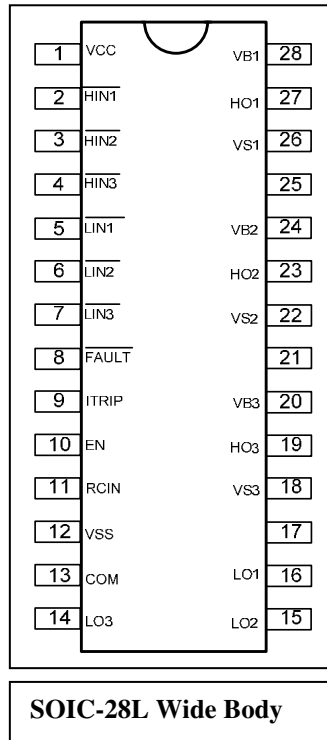 1 VCC VB1 28
2 HIN1 HO1 27
3 HIN2 VS1 26
4 HIN3 25
5 LIN1 VB2 24
6 LIN2 HO2 23
7 LIN3 VS2 22
8 FAULT 21
9 ITRIP VB3 20
10 EN HO3 19
11 RCIN VS3 18
12 VSS 17
13 COM LO1 16
14 LO3 LO2 15
SOIC-28L Wide Body